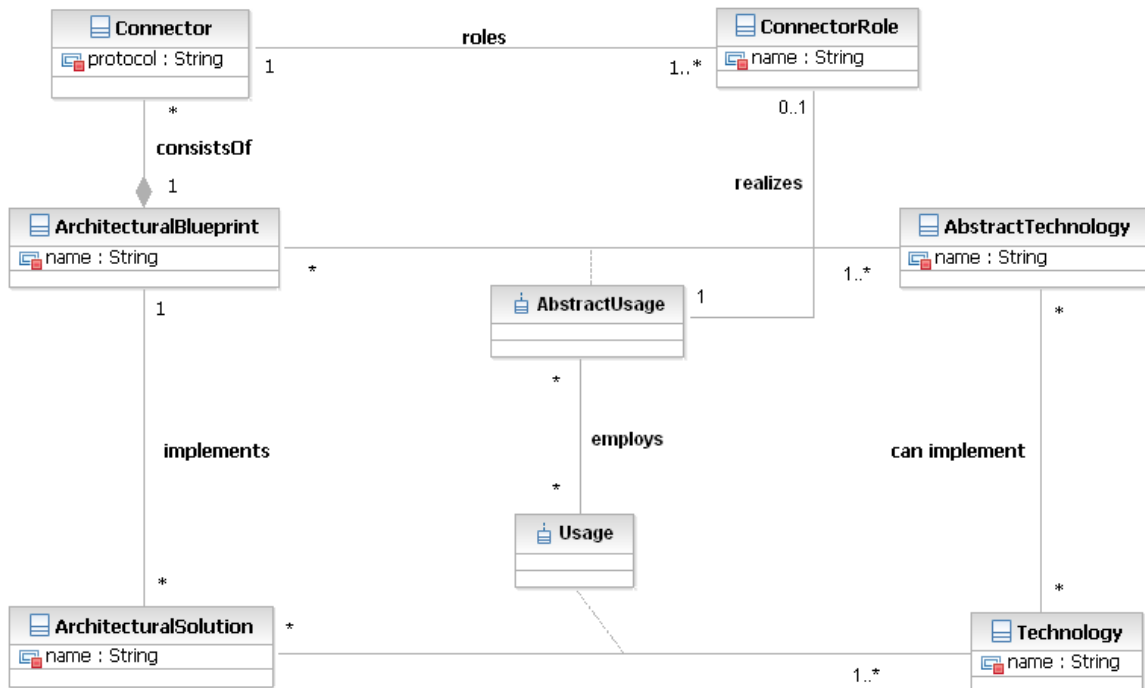 Connector
protocol : String
roles
ConnectorRole
name : String
1
1..*
*
0..1
consistsOf
realizes
1
ArchitecturalBlueprint
name : String
AbstractTechnology
name : String
*
1..*
1
AbstractUsage
1
*
*
implements
employs
can implement
*
*
*
Usage
ArchitecturalSolution
name : String
*
Technology
name : String
1..*